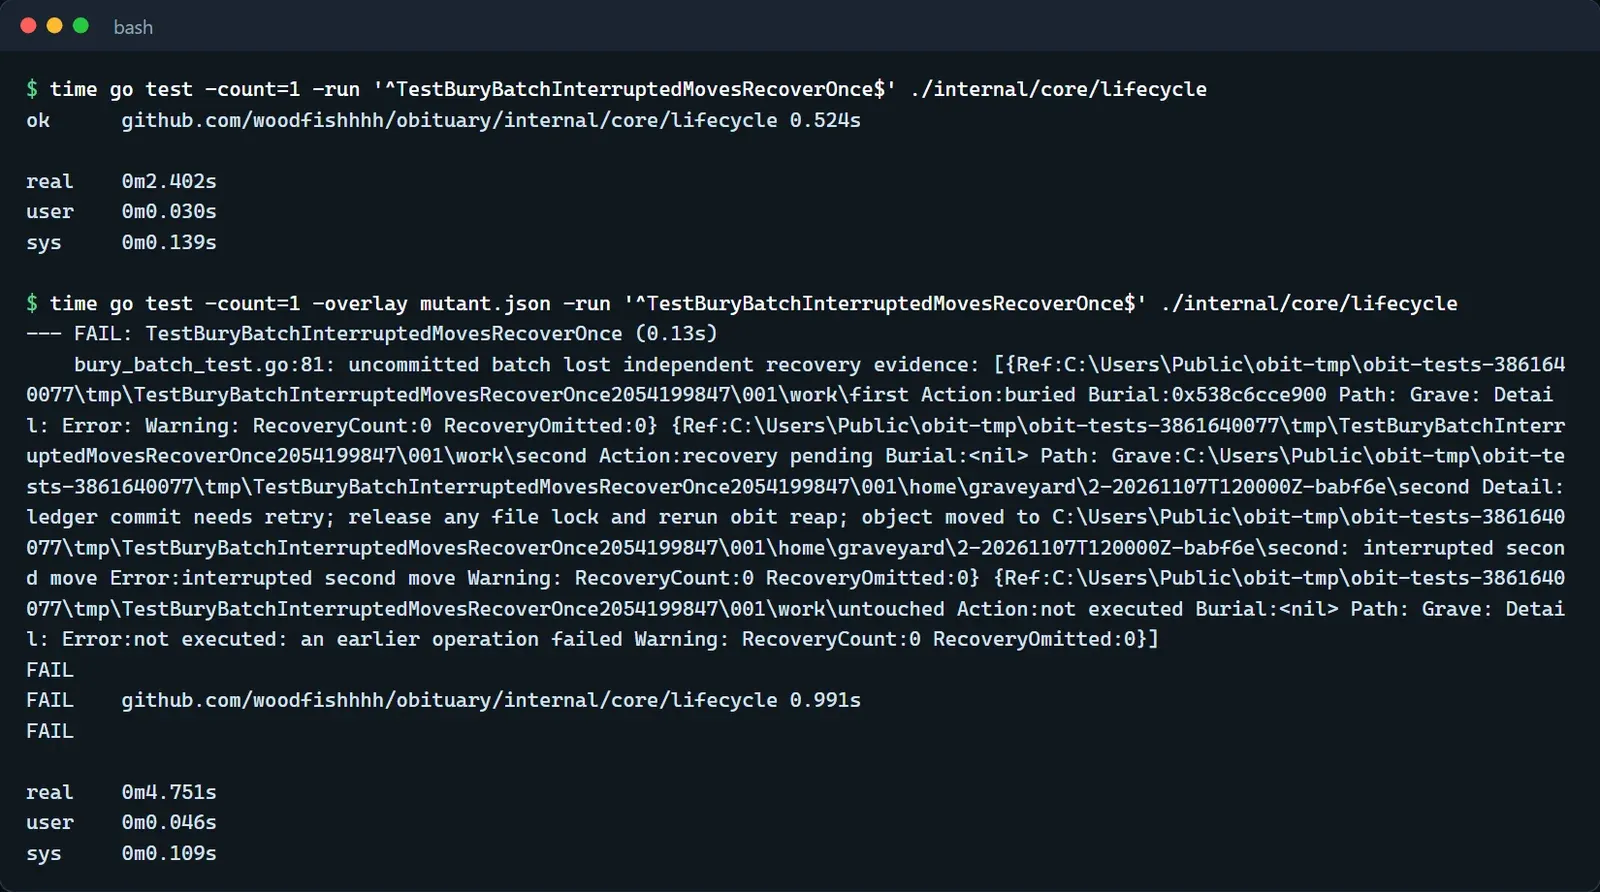 bash
$ time go test -count=1 -run '^TestBuryBatchInterruptedMovesRecoverOnce$' ./internal/core/lifecycle
ok      github.com/woodfishhhh/obituary/internal/core/lifecycle 0.524s
real    0m2.402s
user    0m0.030s
sys     0m0.139s
$ time go test -count=1 -overlay mutant.json -run '^TestBuryBatchInterruptedMovesRecoverOnce$' ./internal/core/lifecycle
--- FAIL: TestBuryBatchInterruptedMovesRecoverOnce (0.13s)
    bury_batch_test.go:81: uncommitted batch lost independent recovery evidence: [{Ref:C:\Users\Public\obit-tmp\obit-tests-386164
0077\tmp\TestBuryBatchInterruptedMovesRecoverOnce2054199847\001\work\first Action:buried Burial:0x538c6cce900 Path: Grave: Detai
l: Error: Warning: RecoveryCount:0 RecoveryOmitted:0} {Ref:C:\Users\Public\obit-tmp\obit-tests-3861640077\tmp\TestBuryBatchInterr
uptedMovesRecoverOnce2054199847\001\work\second Action:recovery pending Burial:<nil> Path: Grave:C:\Users\Public\obit-tmp\obit-te
sts-3861640077\tmp\TestBuryBatchInterruptedMovesRecoverOnce2054199847\001\home\graveyard\2-20261107T120000Z-babf6e\second Detail:
ledger commit needs retry; release any file lock and rerun obit reap; object moved to C:\Users\Public\obit-tmp\obit-tests-3861640
077\tmp\TestBuryBatchInterruptedMovesRecoverOnce2054199847\001\home\graveyard\2-20261107T120000Z-babf6e\second: interrupted secon
d move Error:interrupted second move Warning: RecoveryCount:0 RecoveryOmitted:0} {Ref:C:\Users\Public\obit-tmp\obit-tests-3861640
077\tmp\TestBuryBatchInterruptedMovesRecoverOnce2054199847\001\work\untouched Action:not executed Burial:<nil> Path: Grave: Detai
l: Error:not executed: an earlier operation failed Warning: RecoveryCount:0 RecoveryOmitted:0}]
FAIL
FAIL    github.com/woodfishhhh/obituary/internal/core/lifecycle 0.991s
FAIL
real    0m4.751s
user    0m0.046s
sys     0m0.109s